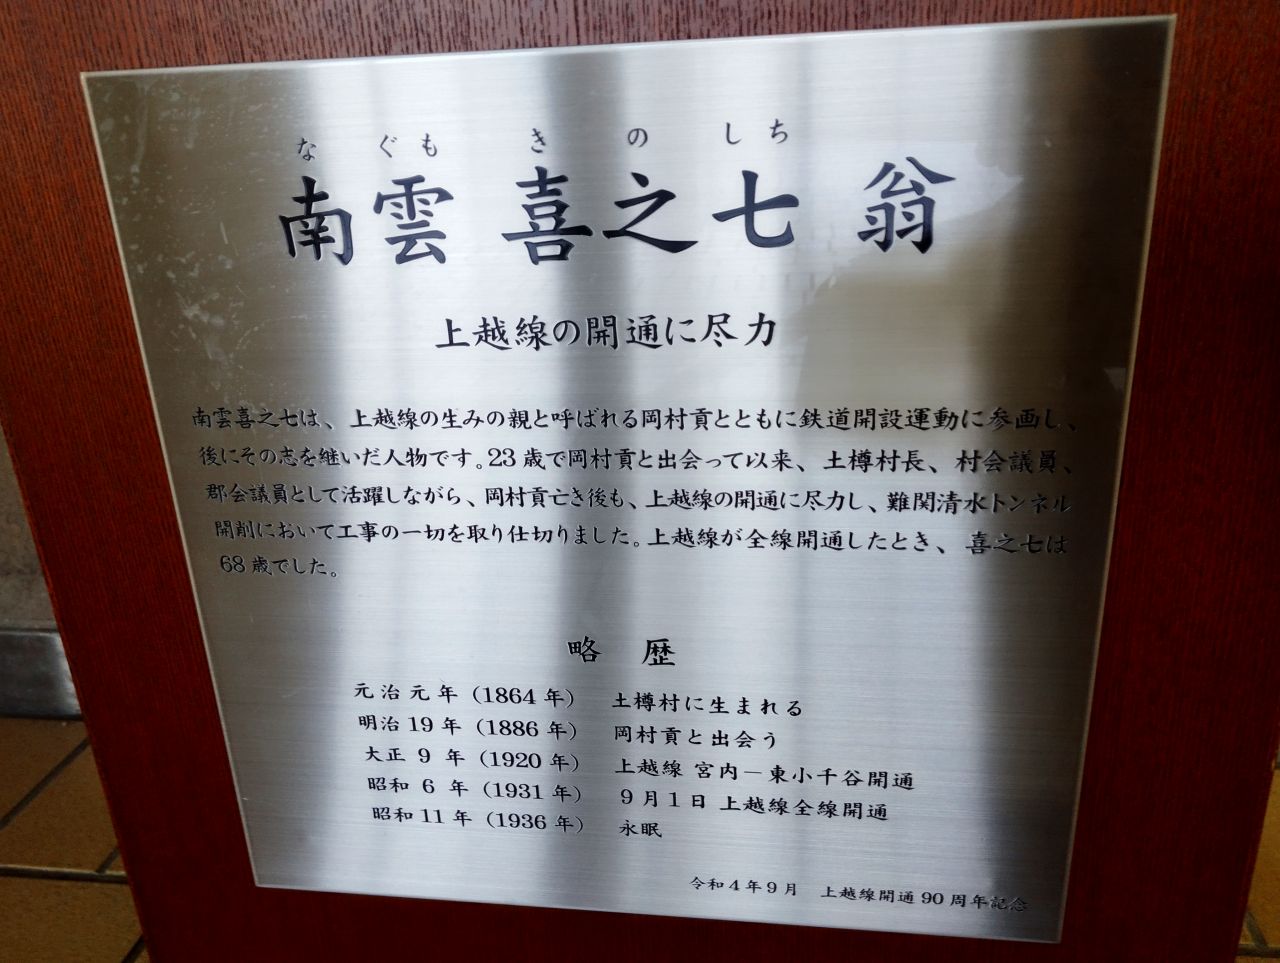 なぐも きのしち
南雲 喜之七 翁
上越線の開通に尽力
南雲喜之七は、上越線の生みの親と呼ばれる岡村貢とともに鉄道開設運動に参画し、
後にその志を継いだ人物です。23歳で岡村貢と出会って以来、土樽村長、村会議員、
郡会議員として活躍しながら、岡村貢亡き後も、上越線の開通に尽力し、難関清水トンネル
開削において工事の一切を取り仕切りました。上越線が全線開通したとき、喜之七は
68歳でした。
略 歴
元治元年（1864年） 土樽村に生まれる
明治19年（1886年） 岡村貢と出会う
大正 9 年（1920年） 上越線 宮内－東小千谷開通
昭和 6 年（1931年） 9月1日 上越線全線開通
昭和11年（1936年） 永眠
令和4年9月 上越線開通90周年記念